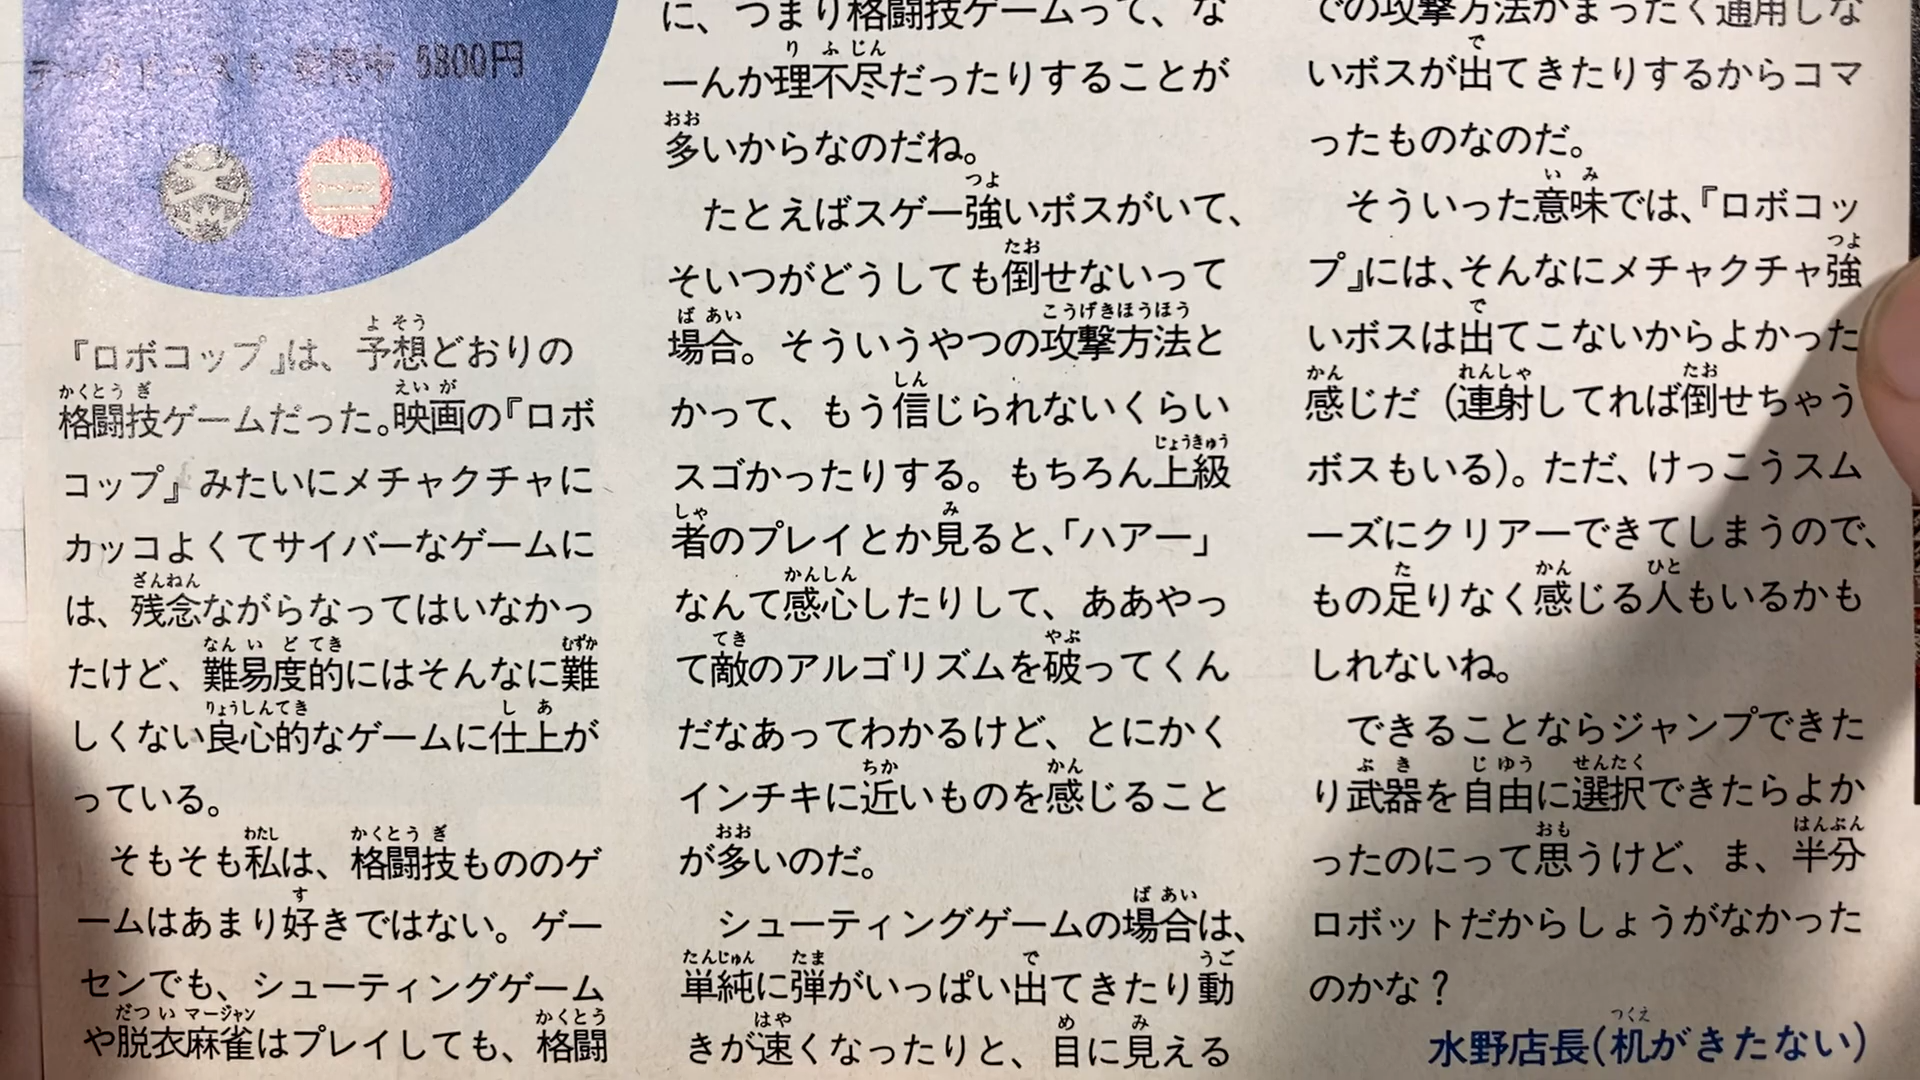 データイースト 発売中 5800円
『ロボコップ』は、予想どおりの
格闘技ゲームだった。映画の『ロボ
コップ』みたいにメチャクチャに
カッコよくてサイバーなゲームに
は、残念ながらなってはいなかっ
たけど、難易度的にはそんなに難
しくない良心的なゲームに仕上が
っている。
そもそも私は、格闘技もののゲ
ームはあまり好きではない。ゲー
センでも、シューティングゲーム
や脱衣麻雀はプレイしても、格闘
に、つまり格闘技ゲームって、な
ーんか理不尽だったりすることが
多いからなのだね。
たとえばスゲー強いボスがいて、
そいつがどうしても倒せないって
場合。そういうやつの攻撃方法と
かって、もう信じられないくらい
スゴかったりする。もちろん上級
者のプレイとか見ると、「ハアー」
なんて感心したりして、ああやっ
て敵のアルゴリズムを破ってくん
だなあってわかるけど、とにかく
インチキに近いものを感じること
が多いのだ。
シューティングゲームの場合は、
単純に弾がいっぱい出てきたり動
きが速くなったりと、目に見える
での攻撃方法がまったく通用しな
いボスが出てきたりするからコマ
ったものなのだ。
そういった意味では、『ロボコッ
プ』には、そんなにメチャクチャ強
いボスは出てこないからよかった
感じだ（連射してれば倒せちゃう
ボスもいる）。ただ、けっこうスム
ーズにクリアーできてしまうので、
もの足りなく感じる人もいるかも
しれないね。
できることならジャンプできた
り武器を自由に選択できたらよか
ったのにって思うけど、ま、半分
ロボットだからしょうがなかった
のかな？
水野店長（机がきたない）